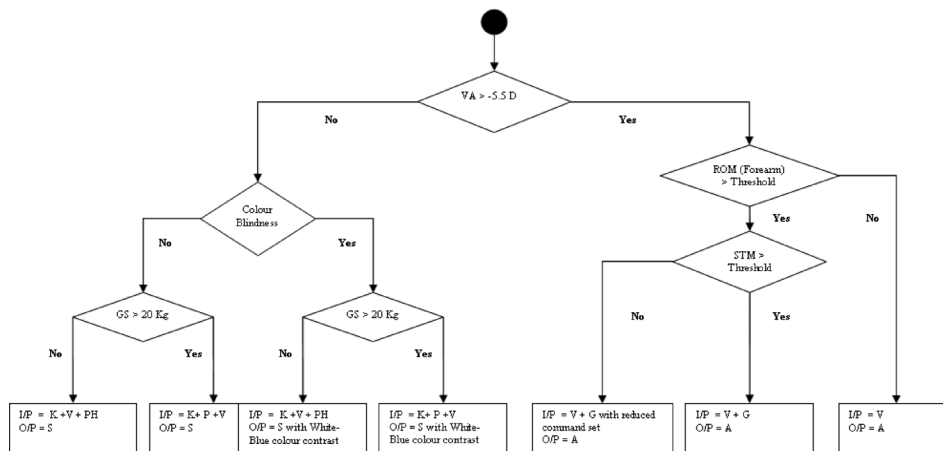 VA > -5.5 D
No
Yes
ROM (Forearm)
> Threshold
Colour
Blindness
Yes
No
No
Yes
STM >
Threshold
GS > 20 Kg
GS > 20 Kg
No
Yes
No
Yes
No
Yes
I/P = K +V + PH
O/P = S
I/P = K+ P +V
O/P = S
I/P = K +V + PH
O/P = S with White-
Blue colour contrast
I/P = K+ P +V
O/P = S with White-
Blue colour contrast
I/P = V + G with reduced
command set
O/P = A
I/P = V + G
O/P = A
I/P = V
O/P = A